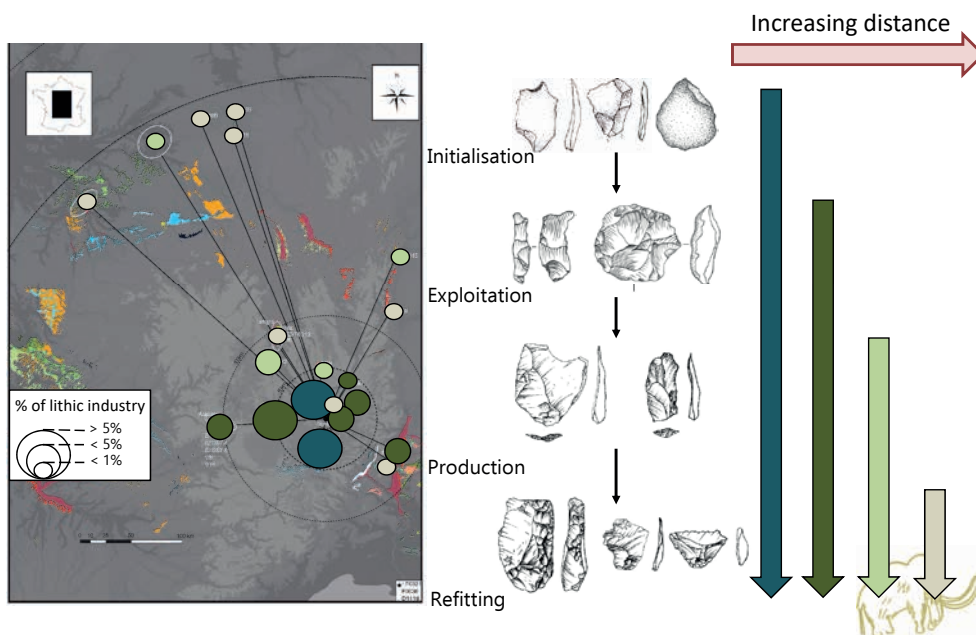 Increasing distance
N
Initialisation
Exploitation
% of lithic industry
> 5%
< 5%
< 1%
Production
Refitting